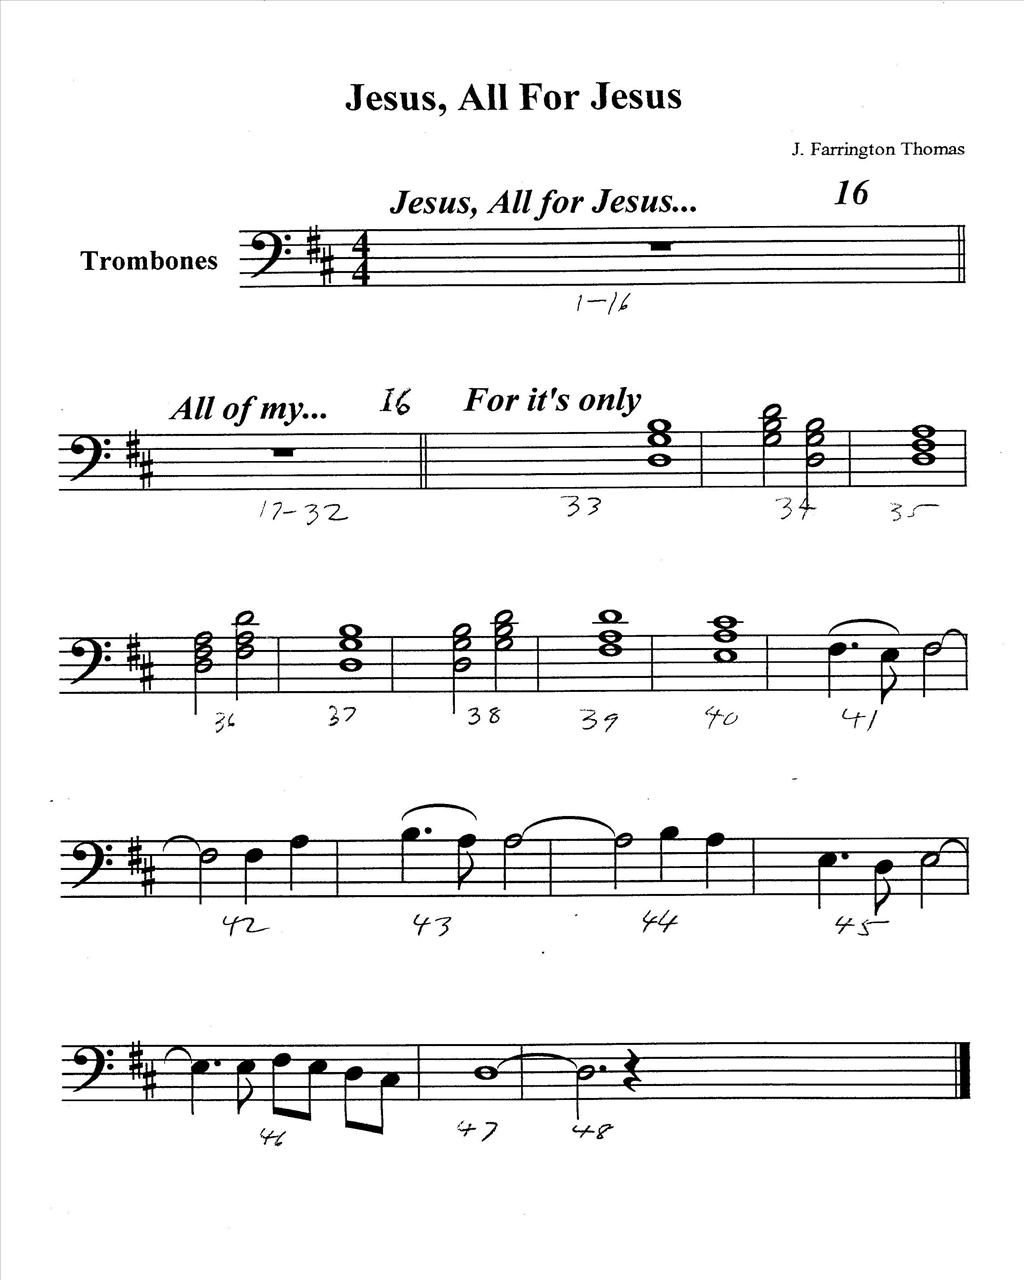 Jesus, All For Jesus
J. Farrington Thomas
Jesus, All for Jesus... 16
Trombones
4
4
1-16
All of my... 16 For it's only
17-32 33 34 35
36 37 38 39 40 41
42 43 44 45
46 47 48